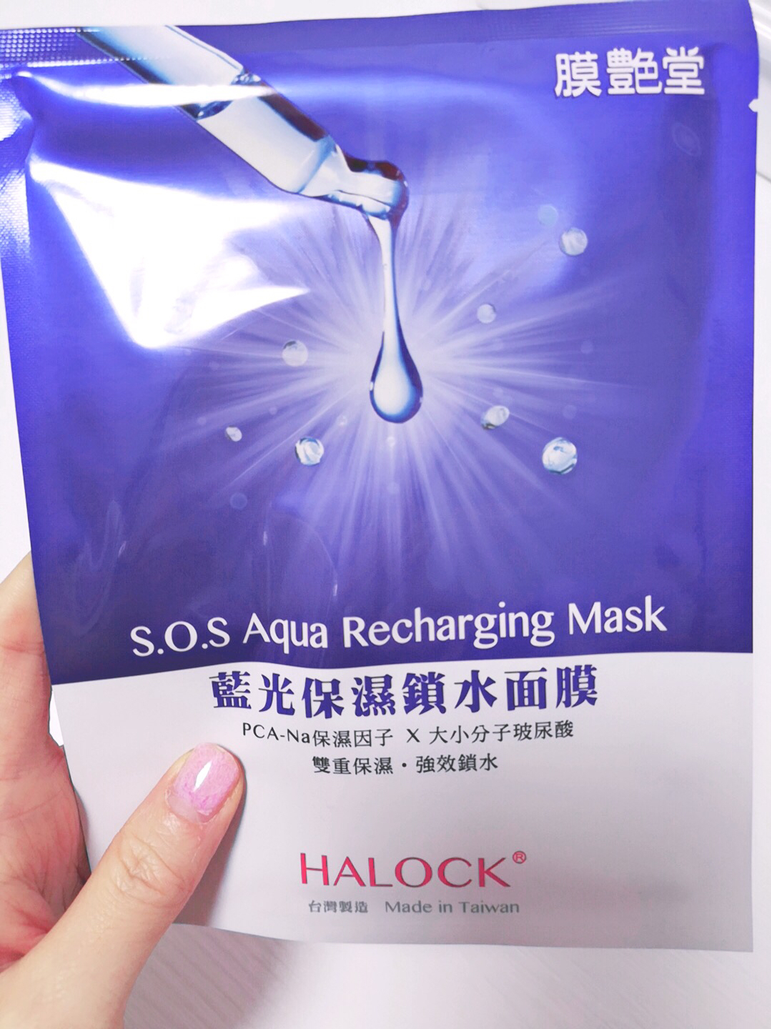 膜艷堂
S.O.S Aqua Recharging Mask
藍光保濕鎖水面膜
PCA-Na保濕因子 X 大小分子玻尿酸
雙重保濕・強效鎖水
HALOCK®
台灣製造 Made in Taiwan